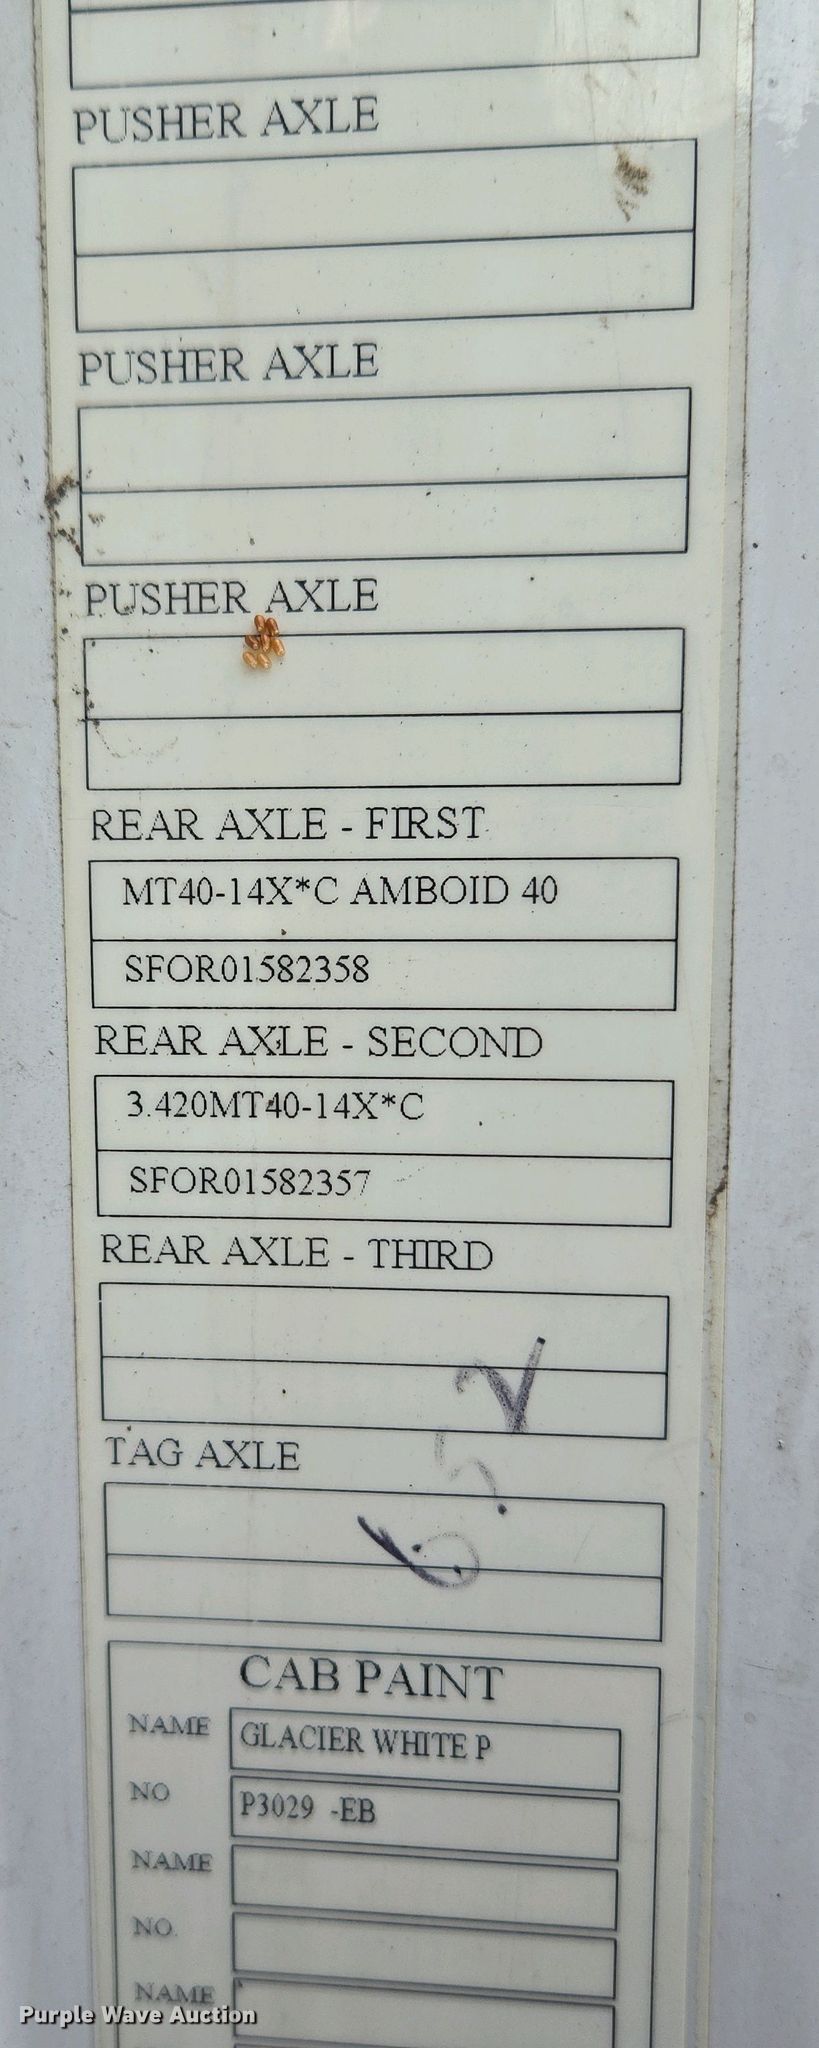 PUSHER AXLE
PUSHER AXLE
PUSHER AXLE
REAR AXLE - FIRST
MT40-14X*C AMBOID 40
SFOR01582358
REAR AXLE - SECOND
3.420MT40-14X*C
SFOR01582357
REAR AXLE - THIRD
TAG AXLE
CAB PAINT
NAME GLACIER WHITE P
NO P3029 -EB
NAME
NO.
NAME
Purple Wave Auction